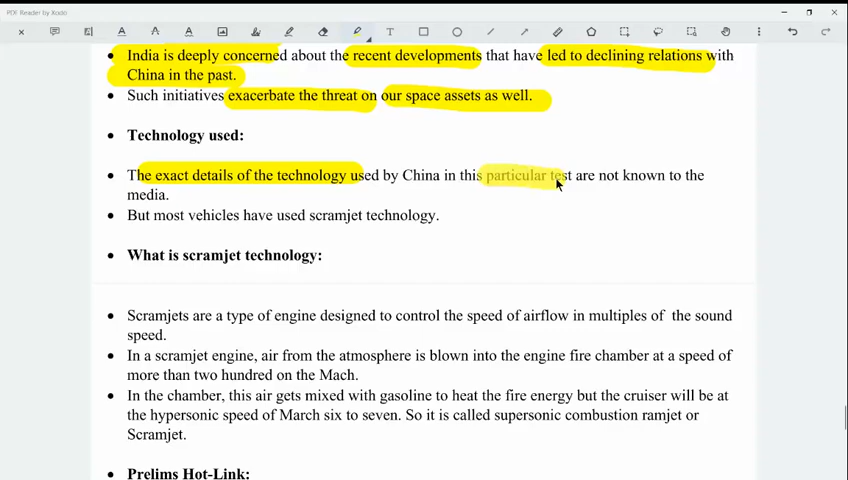 PDF Reader by Xodo
India is deeply concerned about the recent developments that have led to declining relations with
China in the past.
Such initiatives exacerbate the threat on our space assets as well.
Technology used:
The exact details of the technology used by China in this particular test are not known to the
media.
But most vehicles have used scramjet technology.
What is scramjet technology:
Scramjets are a type of engine designed to control the speed of airflow in multiples of the sound
speed.
In a scramjet engine, air from the atmosphere is blown into the engine fire chamber at a speed of
more than two hundred on the Mach.
In the chamber, this air gets mixed with gasoline to heat the fire energy but the cruiser will be at
the hypersonic speed of March six to seven. So it is called supersonic combustion ramjet or
Scramjet.
Prelims Hot-Link: